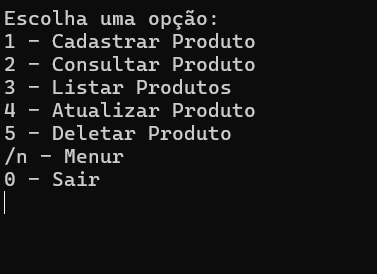 Escolha uma opção:
1 - Cadastrar Produto
2 - Consultar Produto
3 - Listar Produtos
4 - Atualizar Produto
5 - Deletar Produto
/n - Menur
0 - Sair